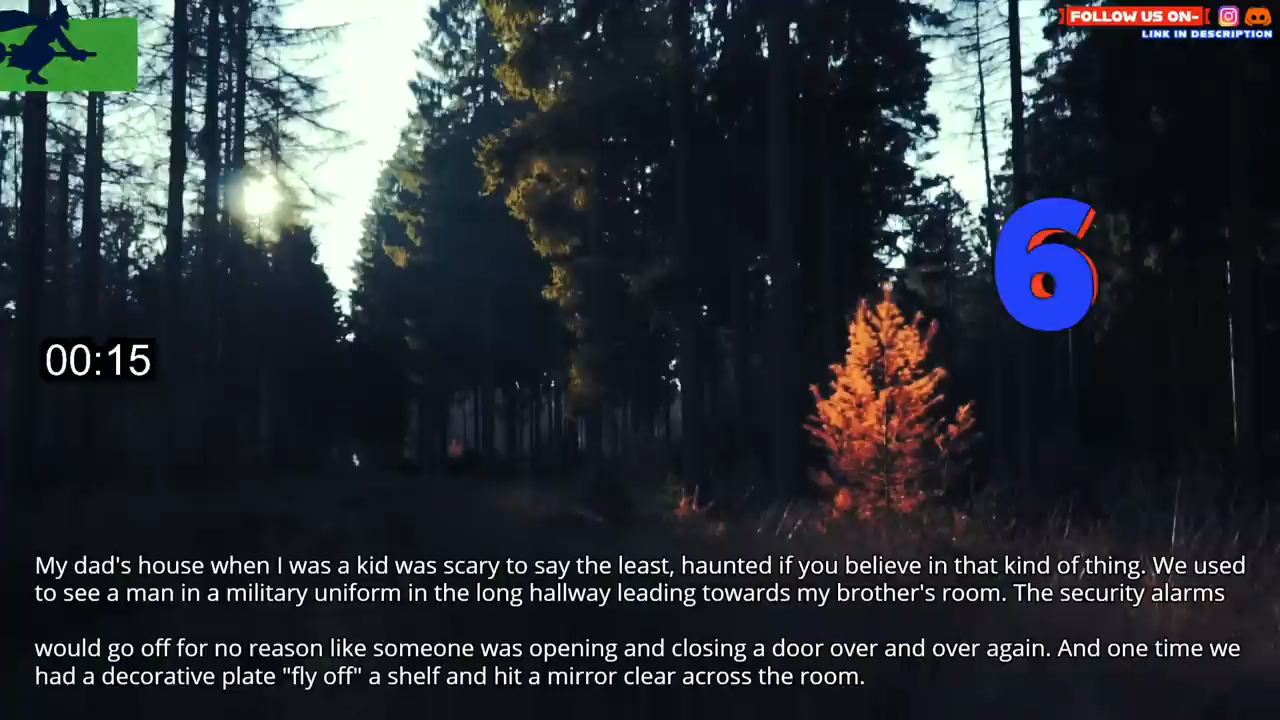 FOLLOW US ON-
LINK IN DESCRIPTION
6
00:15
My dad's house when I was a kid was scary to say the least, haunted if you believe in that kind of thing. We used
to see a man in a military uniform in the long hallway leading towards my brother's room. The security alarms
would go off for no reason like someone was opening and closing a door over and over again. And one time we
had a decorative plate "fly off" a shelf and hit a mirror clear across the room.